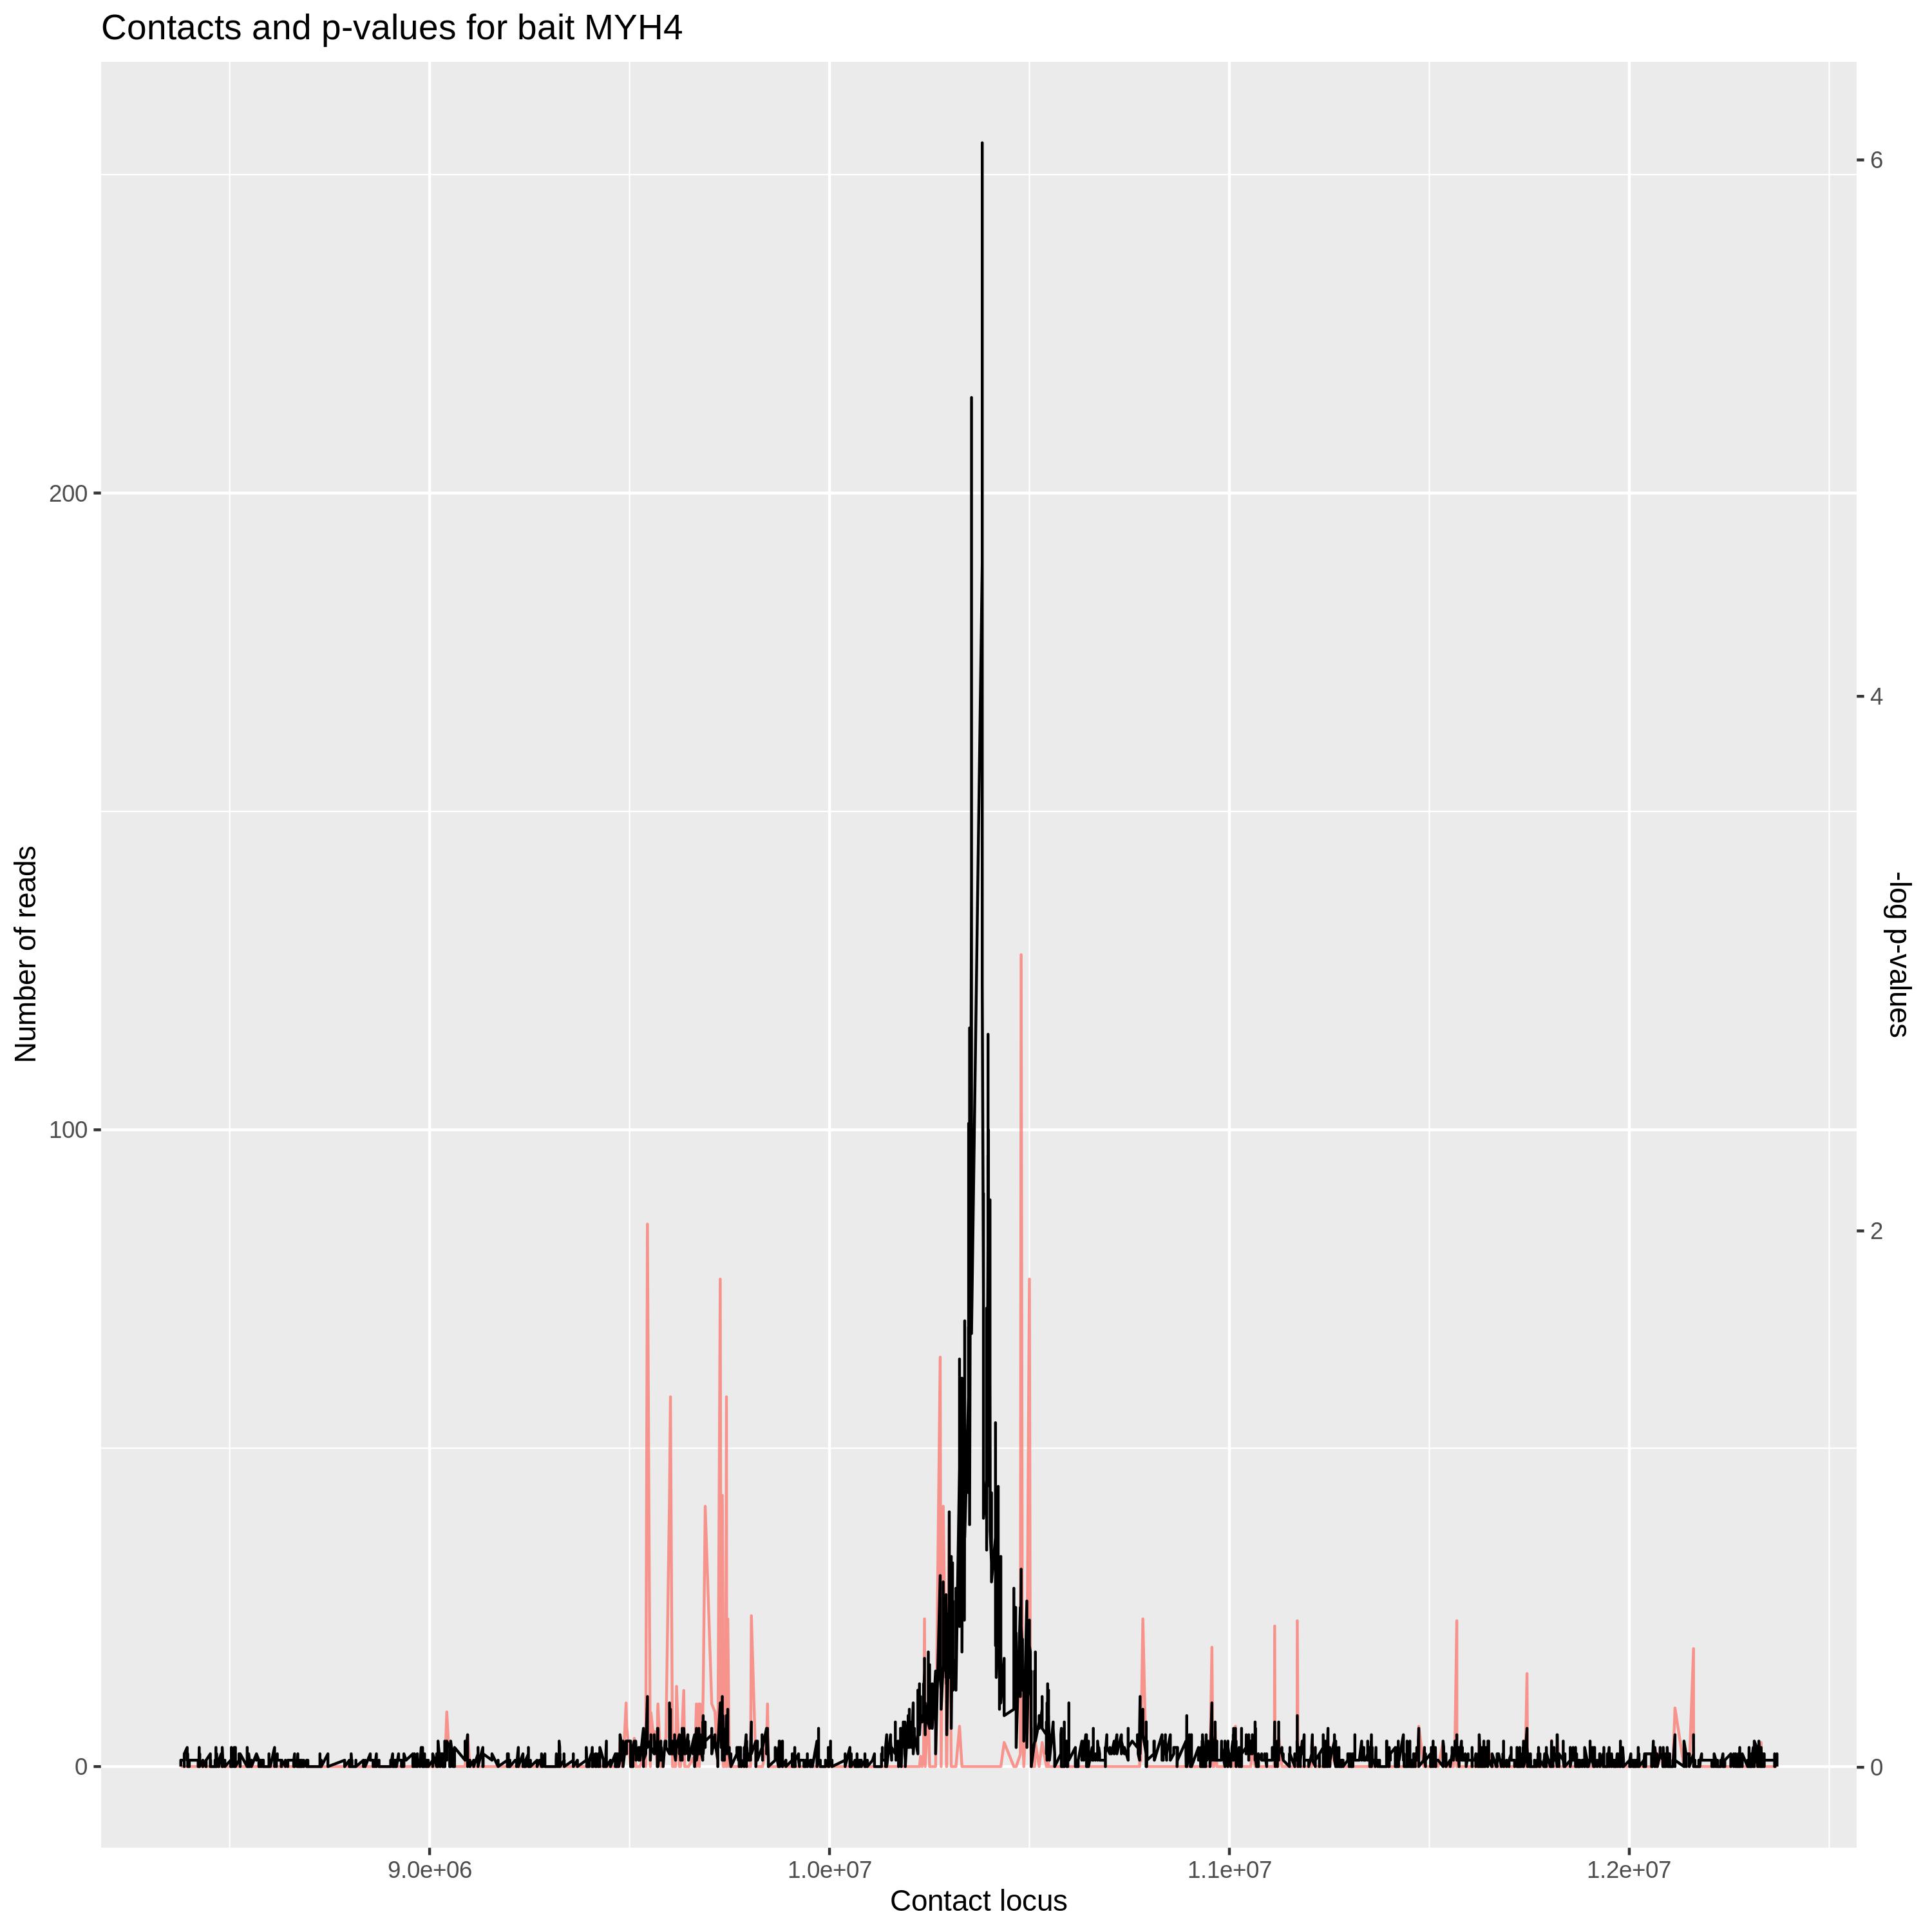 Contacts and p-values for bait MYH4
6
200
4
Number of reads
-log p-values
100
2
0
0
9.0e+06
1.0e+07
1.1e+07
1.2e+07
Contact locus